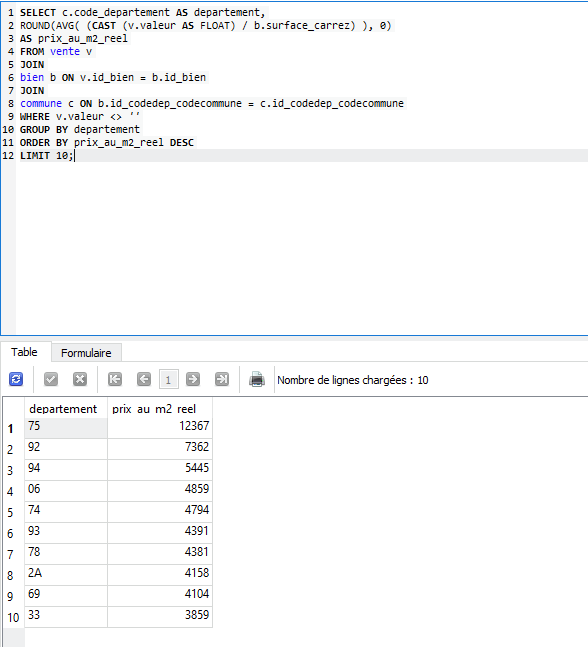 1 SELECT c.code_departement AS departement,
2 ROUND(AVG( (CAST (v.valeur AS FLOAT) / b.surface_carrez) ), 0)
3 AS prix_au_m2_reel
4 FROM vente v
5 JOIN
6 bien b ON v.id_bien = b.id_bien
7 JOIN
8 commune c ON b.id_codedep_codecommune = c.id_codedep_codecommune
9 WHERE v.valeur <> ''
10 GROUP BY departement
11 ORDER BY prix_au_m2_reel DESC
12 LIMIT 10;
Table Formulaire
1 Nombre de lignes chargées : 10
departement prix_au_m2_reel
1 75 12367
2 92 7362
3 94 5445
4 06 4859
5 74 4794
6 93 4391
7 78 4381
8 2A 4158
9 69 4104
10 33 3859